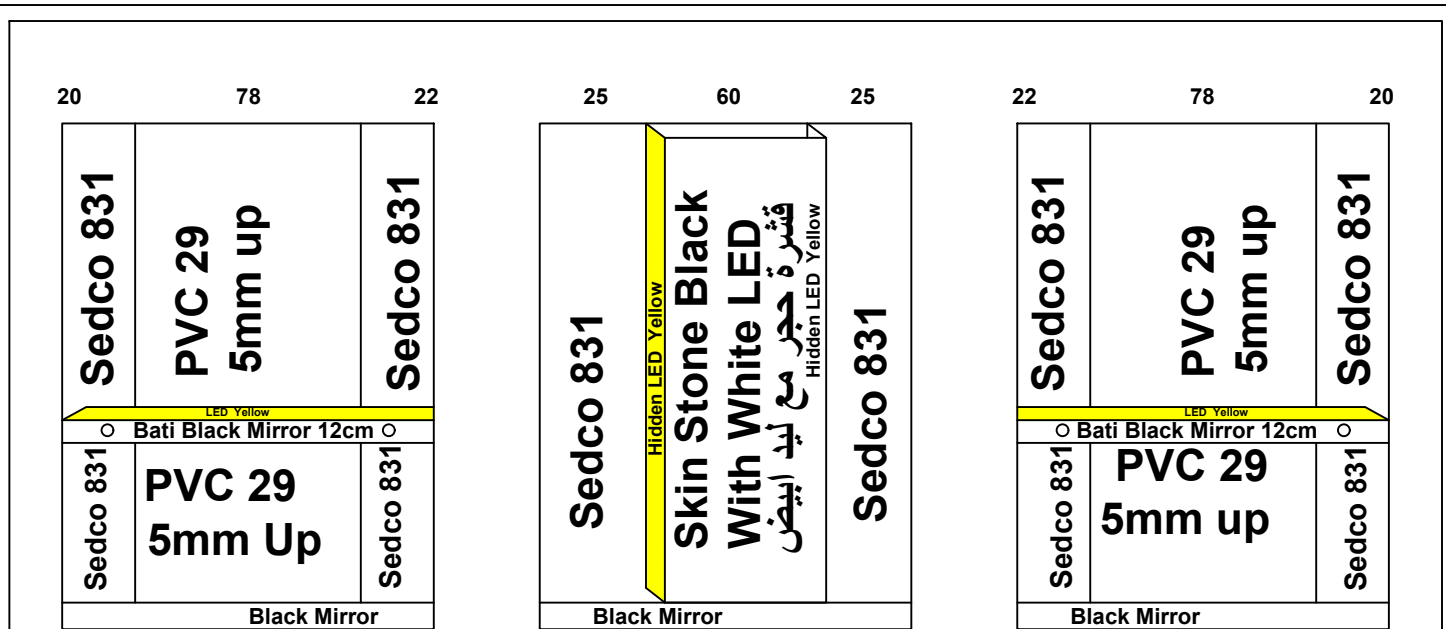 20 78 22
Sedco 831
PVC 29
5mm up
Sedco 831
LED Yellow
Bati Black Mirror 12cm
Sedco 831
PVC 29
5mm Up
Sedco 831
Black Mirror
25 60 25
Sedco 831
Hidden LED Yellow
Skin Stone Black
With White LED
قشرة حجر مع ليد ابيض
Hidden LED Yellow
Sedco 831
Black Mirror
22 78 20
Sedco 831
PVC 29
5mm up
Sedco 831
LED Yellow
Bati Black Mirror 12cm
Sedco 831
PVC 29
5mm up
Sedco 831
Black Mirror